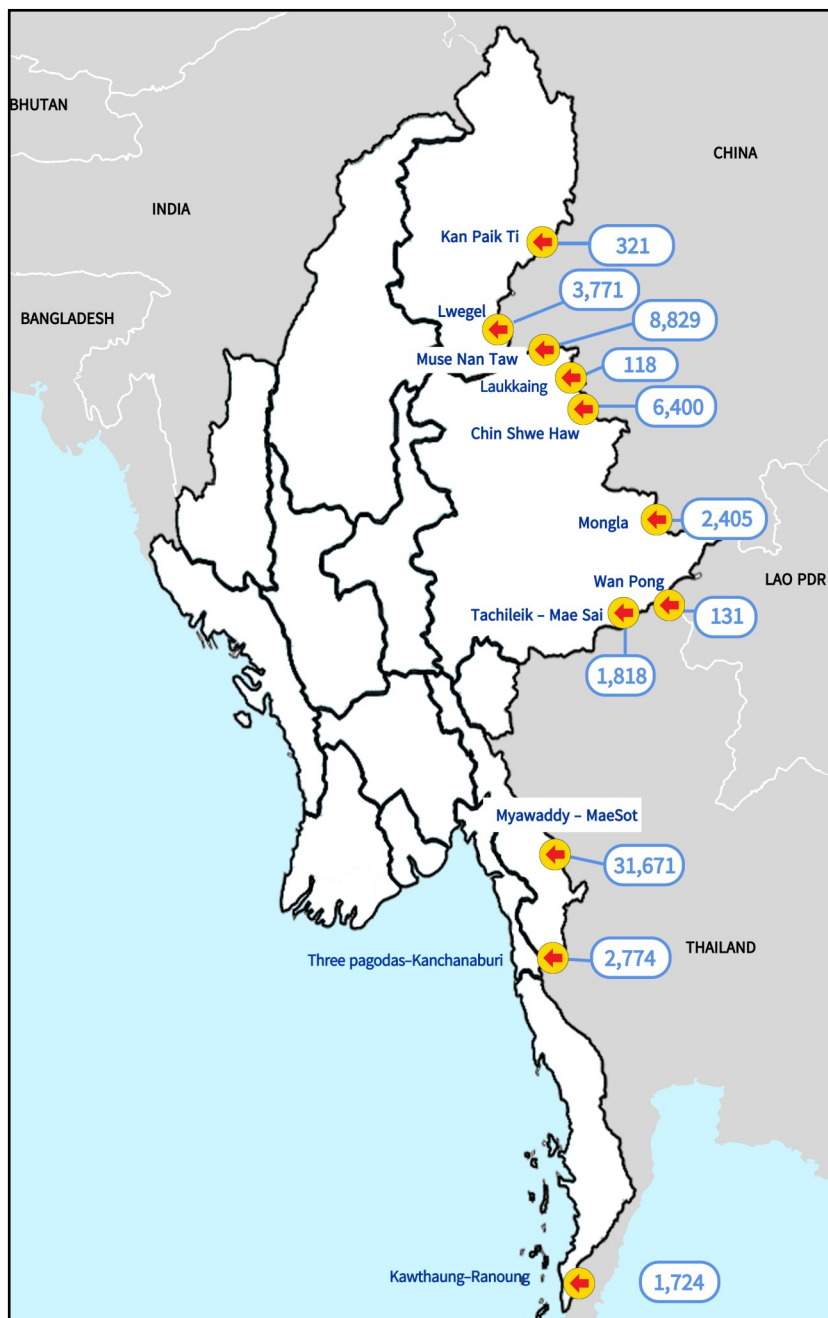 BHUTAN
CHINA
INDIA
Kan Paik Ti
321
3,771
Lwegel
BANGLADESH
8,829
Muse Nan Taw
118
Laukkaing
6,400
Chin Shwe Haw
Mongla
2,405
Wan Pong
LAO PDR
Tachileik – Mae Sai
131
1,818
Myawaddy – MaeSot
31,671
THAILAND
Three pagodas–Kanchanaburi
2,774
Kawthaung–Ranoung
1,724